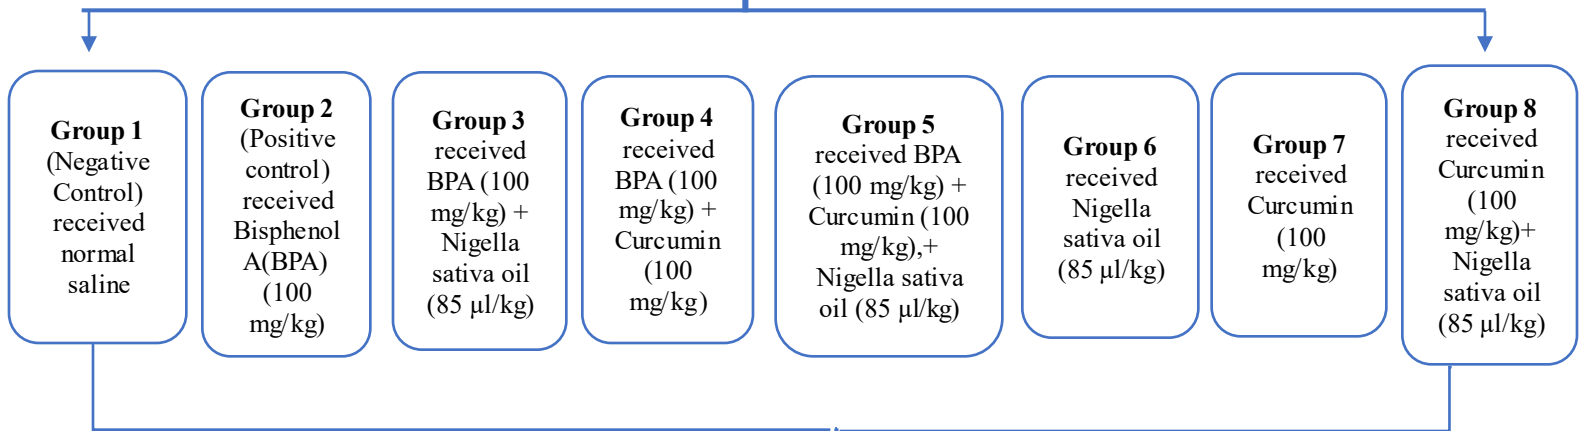 Group 1
(Negative
Control)
received
normal
saline
Group 2
(Positive
control)
received
Bisphenol
A(BPA)
(100
mg/kg)
Group 3
received
BPA (100
mg/kg) +
Nigella
sativa oil
(85 µl/kg)
Group 4
received
BPA (100
mg/kg) +
Curcumin
(100
mg/kg)
Group 5
received BPA
(100 mg/kg) +
Curcumin (100
mg/kg),+
Nigella sativa
oil (85 µl/kg)
Group 6
received
Nigella
sativa oil
(85 µl/kg)
Group 7
received
Curcumin
(100
mg/kg)
Group 8
received
Curcumin
(100
mg/kg)+
Nigella
sativa oil
(85 µl/kg)